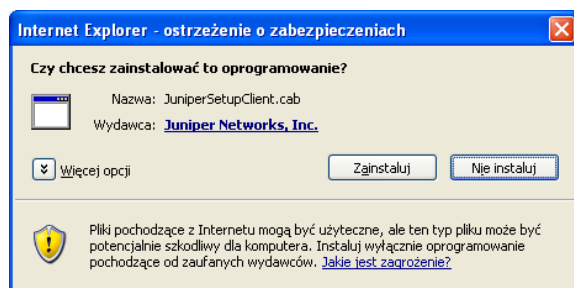 Internet Explorer - ostrzeżenie o zabezpieczeniach
Czy chcesz zainstalować to oprogramowanie?
Nazwa: JuniperSetupClient.cab
Wydawca: Juniper Networks, Inc.
Więcej opcji
Zainstaluj
Nie instaluj
Pliki pochodzące z Internetu mogą być użyteczne, ale ten typ pliku może być
potencjalnie szkodliwy dla komputera. Instaluj wyłącznie oprogramowanie
pochodzące od zaufanych wydawców. Jakie jest zagrożenie?